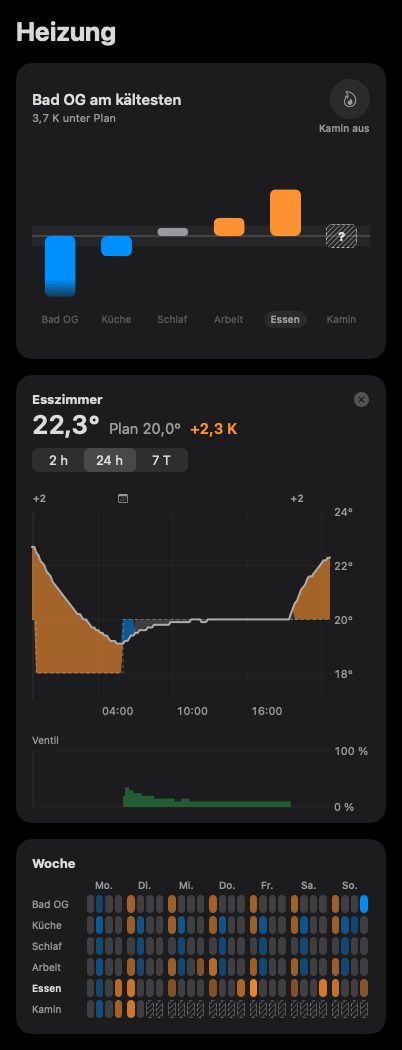 Heizung
Bad OG am kältesten
3,7 K unter Plan
Kamin aus
?
Bad OG Küche Schlaf Arbeit Essen Kamin
Esszimmer
22,3° Plan 20,0° +2,3 K
2 h 24 h 7 T
+2 +2
24°
22°
20°
18°
04:00 10:00 16:00
Ventil
100 %
0 %
Woche
Mo. Di. Mi. Do. Fr. Sa. So.
Bad OG
Küche
Schlaf
Arbeit
Essen
Kamin